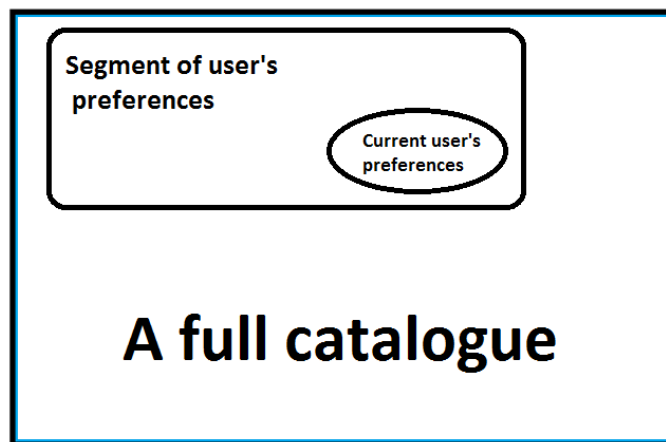 Segment of user's
preferences
Current user's
preferences
A full catalogue